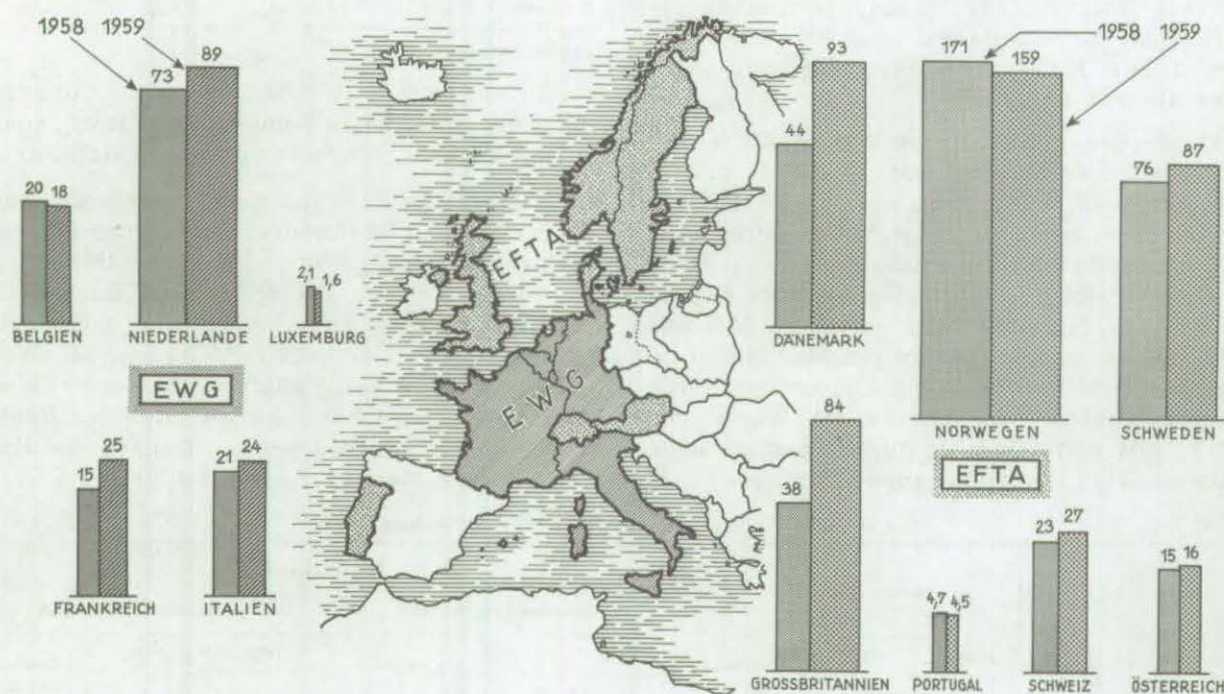 1958
1959
73
89
20
18
2,1
1,6
BELGIEN
NIEDERLANDE
LUXEMBURG
EWG
15
25
21
24
FRANKREICH
ITALIEN
EFTA
EWG
44
93
DÄNEMARK
171
159
1958
1959
NORWEGEN
76
87
SCHWEDEN
EFTA
38
84
GROSSBRITANNIEN
4,7
4,5
PORTUGAL
23
27
SCHWEIZ
15
16
ÖSTERREICH